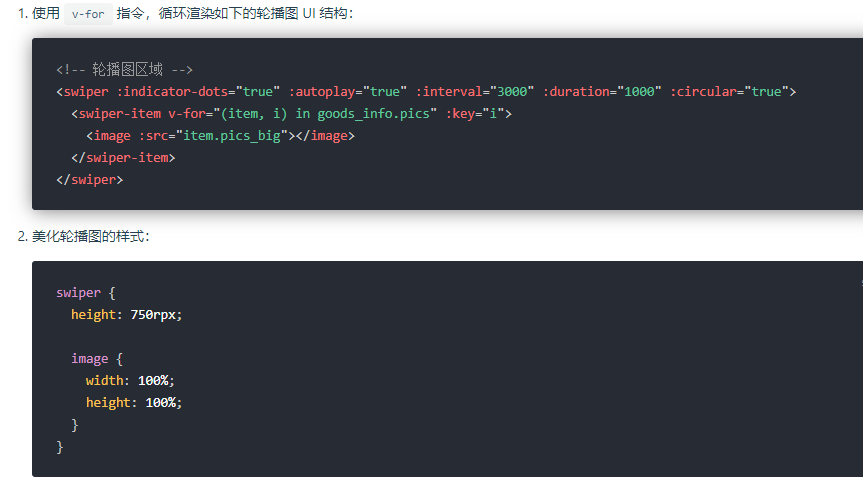 1. 使用 v-for 指令，循环渲染如下的轮播图 UI 结构：
<!-- 轮播图区域 -->
<swiper :indicator-dots="true" :autoplay="true" :interval="3000" :duration="1000" :circular="true">
  <swiper-item v-for="(item, i) in goods_info.pics" :key="i">
    <image :src="item.pics_big"></image>
  </swiper-item>
</swiper>
2. 美化轮播图的样式：
swiper {
  height: 750rpx;
  image {
    width: 100%;
    height: 100%;
  }
}